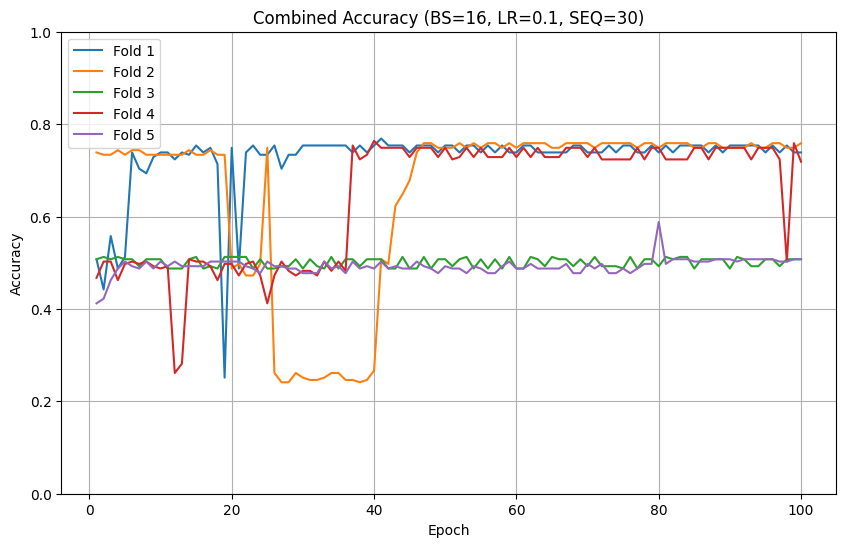 Combined Accuracy (BS=16, LR=0.1, SEQ=30)
1.0
0.8
0.6
0.4
0.2
0.0
Accuracy
Fold 1
Fold 2
Fold 3
Fold 4
Fold 5
0 20 40 60 80 100
Epoch